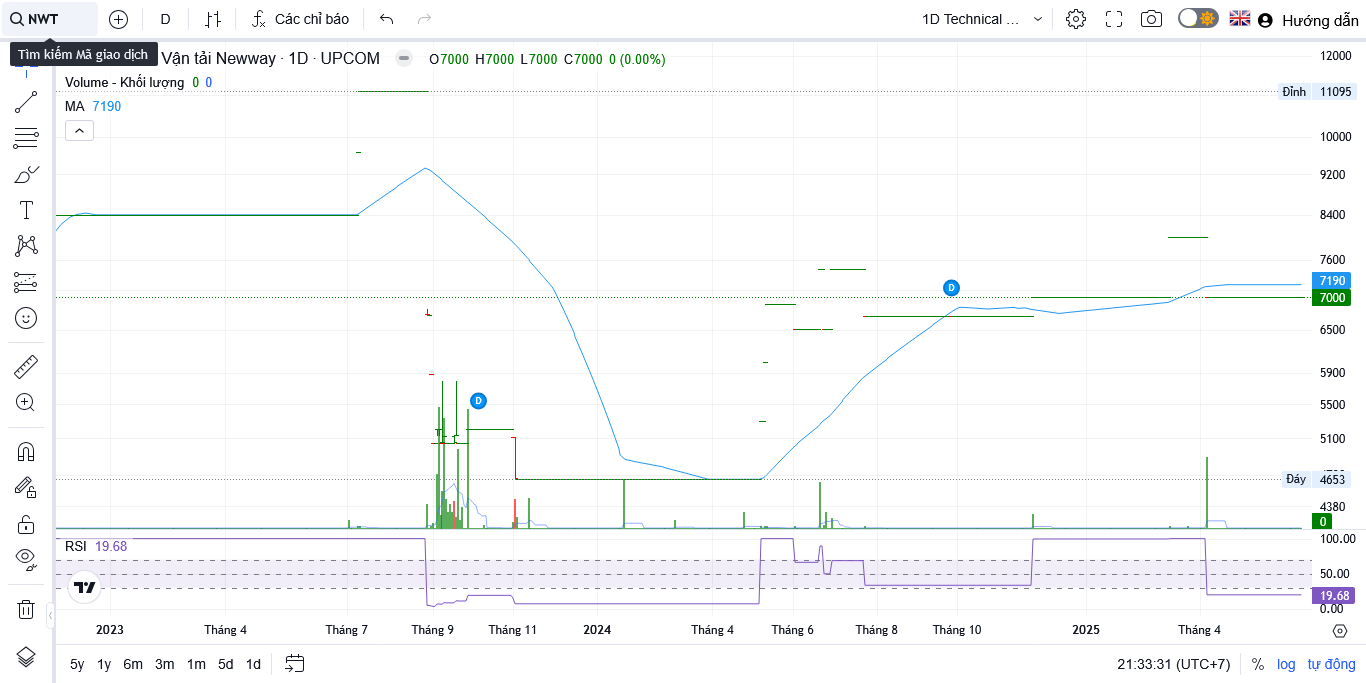 NWT
D
Các chỉ báo
1D Technical ...
Hướng dẫn
Tìm kiếm Mã giao dịch
Vận tải Newway · 1D · UPCOM
O7000 H7000 L7000 C7000 0 (0.00%)
Volume - Khối lượng 0 0
MA 7190
12000
Đỉnh 11095
10000
9200
8400
7600
7190
7000
6500
5900
5500
5100
Đáy 4653
4380
0
D
D
RSI 19.68
100.00
50.00
19.68
0.00
2023
Tháng 4
Tháng 7
Tháng 9
Tháng 11
2024
Tháng 4
Tháng 6
Tháng 8
Tháng 10
2025
Tháng 4
5y 1y 6m 3m 1m 5d 1d
21:33:31 (UTC+7)
% log tự động